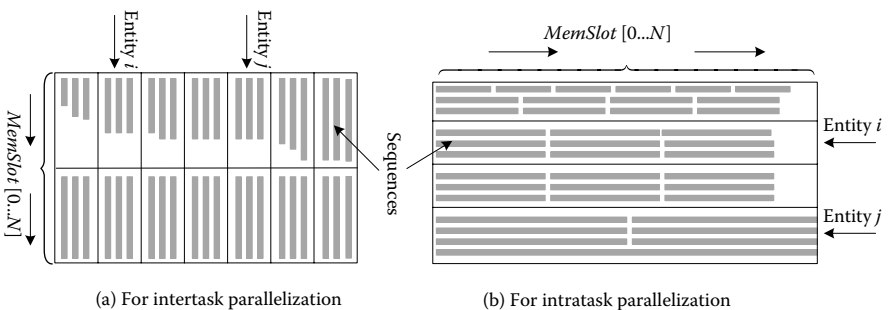 Entity i
Entity j
MemSlot [0...N]
Sequences
(a) For intertask parallelization
MemSlot [0...N]
Entity i
Entity j
(b) For intratask parallelization